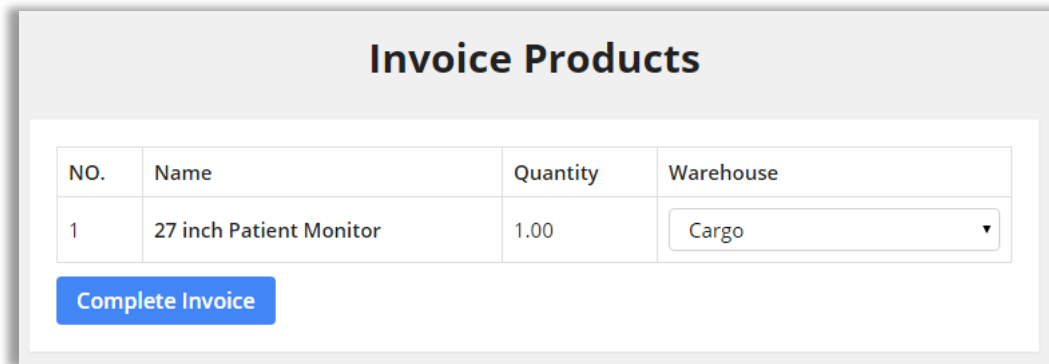 Invoice Products
NO. Name Quantity Warehouse
1 27 inch Patient Monitor 1.00 Cargo
Complete Invoice